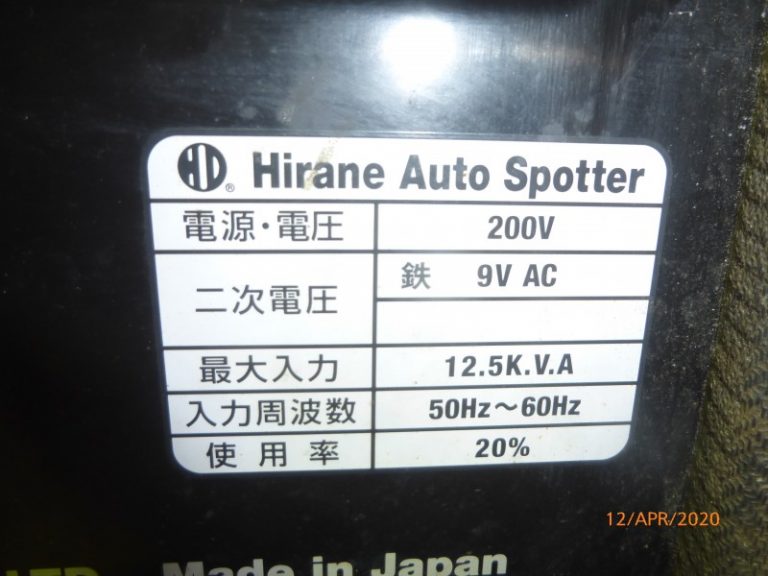 HD® Hirane Auto Spotter
電源・電圧 200V
二次電圧 鉄 9V AC
最大入力 12.5K.V.A
入力周波数 50Hz～60Hz
使用率 20%
12/APR/2020
LTD Made in Japan